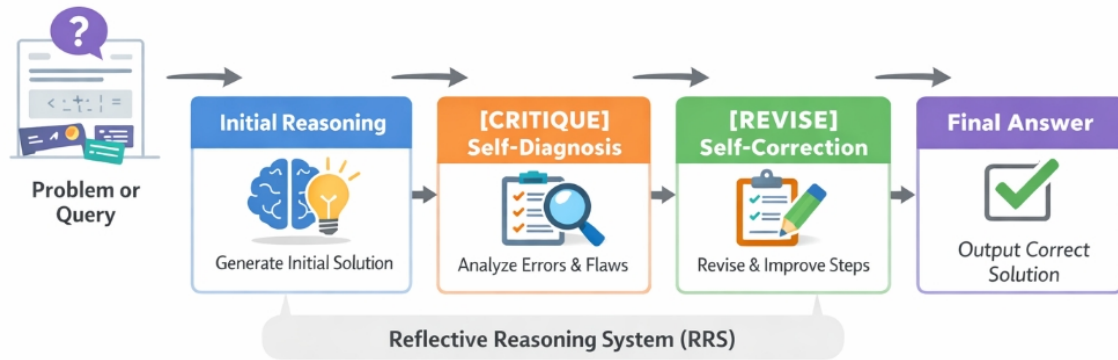 ?
Problem or
Query
Initial Reasoning
Generate Initial Solution
[CRITIQUE]
Self-Diagnosis
Analyze Errors & Flaws
[REVISE]
Self-Correction
Revise & Improve Steps
Final Answer
Output Correct
Solution
Reflective Reasoning System (RRS)